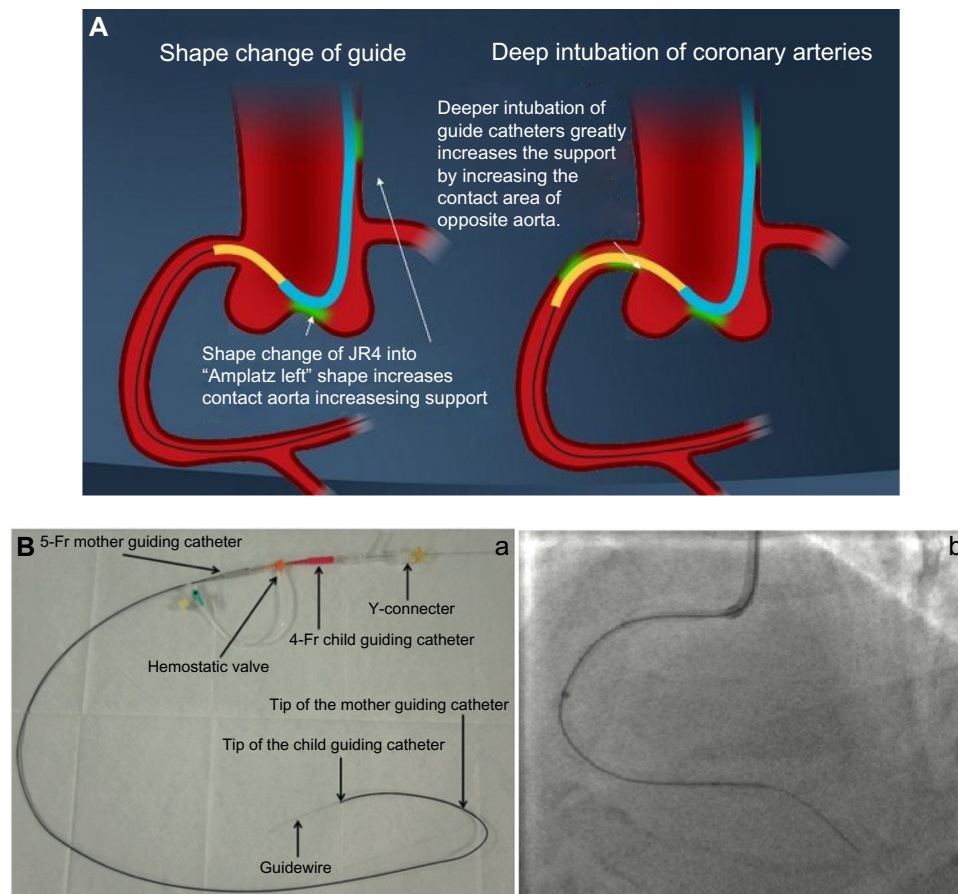 A
Shape change of guide
Deep intubation of coronary arteries
Deeper intubation of
guide catheters greatly
increases the support
by increasing the
contact area of
opposite aorta.
Shape change of JR4 into
“Amplatz left” shape increases
contact aorta increasesing support
B
a
5-Fr mother guiding catheter
Y-connecter
4-Fr child guiding catheter
Hemostatic valve
Tip of the mother guiding catheter
Tip of the child guiding catheter
Guidewire
b